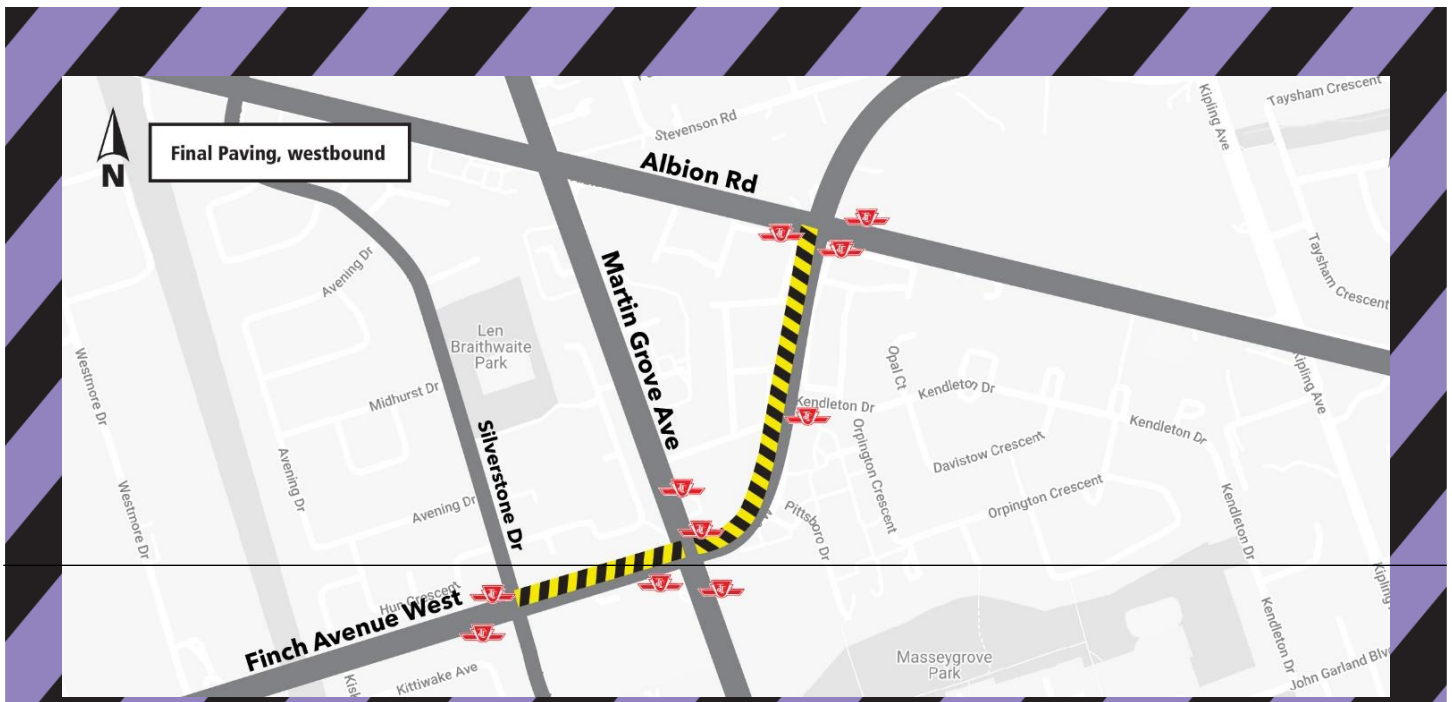 Final Paving, westbound
N
Stevenson Rd
Albion Rd
Kipling Ave
Taysham Crescent
Taysham
Crescent
Avening Dr
Martin Grove Ave
Len
Braithwaite
Park
Westmore Dr
Midhurst Dr
Opal Ct
Kendleton Dr
Kendleton Dr
Kipling Ave
Silverstone Dr
Orpington Crescent
Davistow Crescent
Kendleton Dr
Avening Dr
Westmore Dr
Avening Dr
Pittsboro Dr
Orpington Crescent
Kendleton Dr
Finch Avenue West
Kendleton Dr
Masseygrove
Park
Kittiwake Ave
John Garland Blv